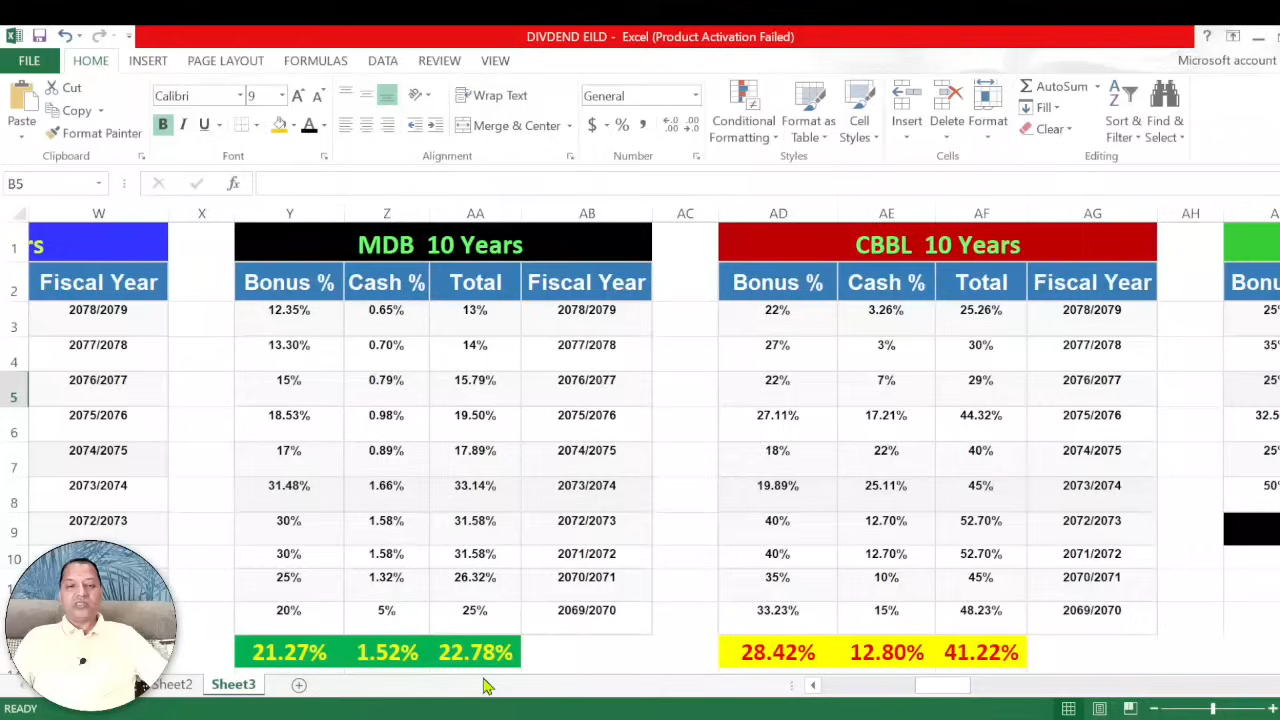 DIVDEND EILD - Excel (Product Activation Failed)
?
FILE HOME INSERT PAGE LAYOUT FORMULAS DATA REVIEW VIEW Microsoft account
Paste Cut Copy Format Painter Clipboard
Calibri 9 A A B I U A Font
Wrap Text Merge & Center Alignment
General $ % , Number
Conditional Formatting Format as Table Cell Styles Styles
Insert Delete Format Cells
AutoSum Fill Clear Sort & Filter Find & Select Editing
B5 fx
W X Y Z AA AB AC AD AE AF AG AH
1 rs MDB 10 Years CBBL 10 Years
2 Fiscal Year Bonus % Cash % Total Fiscal Year Bonus % Cash % Total Fiscal Year
3 2078/2079 12.35% 0.65% 13% 2078/2079 22% 3.26% 25.26% 2078/2079
4 2077/2078 13.30% 0.70% 14% 2077/2078 27% 3% 30% 2077/2078
5 2076/2077 15% 0.79% 15.79% 2076/2077 22% 7% 29% 2076/2077
6 2075/2076 18.53% 0.98% 19.50% 2075/2076 27.11% 17.21% 44.32% 2075/2076
7 2074/2075 17% 0.89% 17.89% 2074/2075 18% 22% 40% 2074/2075
8 2073/2074 31.48% 1.66% 33.14% 2073/2074 19.89% 25.11% 45% 2073/2074 50%
9 2072/2073 30% 1.58% 31.58% 2072/2073 40% 12.70% 52.70% 2072/2073
10 30% 1.58% 31.58% 2071/2072 40% 12.70% 52.70% 2071/2072
25% 1.32% 26.32% 2070/2071 35% 10% 45% 2070/2071
20% 5% 25% 2069/2070 33.23% 15% 48.23% 2069/2070
21.27% 1.52% 22.78% 28.42% 12.80% 41.22%
Sheet2 Sheet3
READY